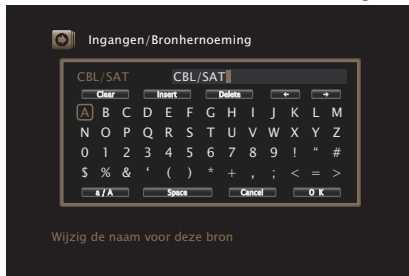 Ingangen/Bronhernoeming
CBL/SAT CBL/SAT
Clear Insert Delete ← →
A B C D E F G H I J K L M
N O P Q R S T U V W X Y Z
0 1 2 3 4 5 6 7 8 9 ! “ #
$ % & ‘ ( ) * + , ; < = >
a / A Space Cancel O K
Wijzig de naam voor deze bron